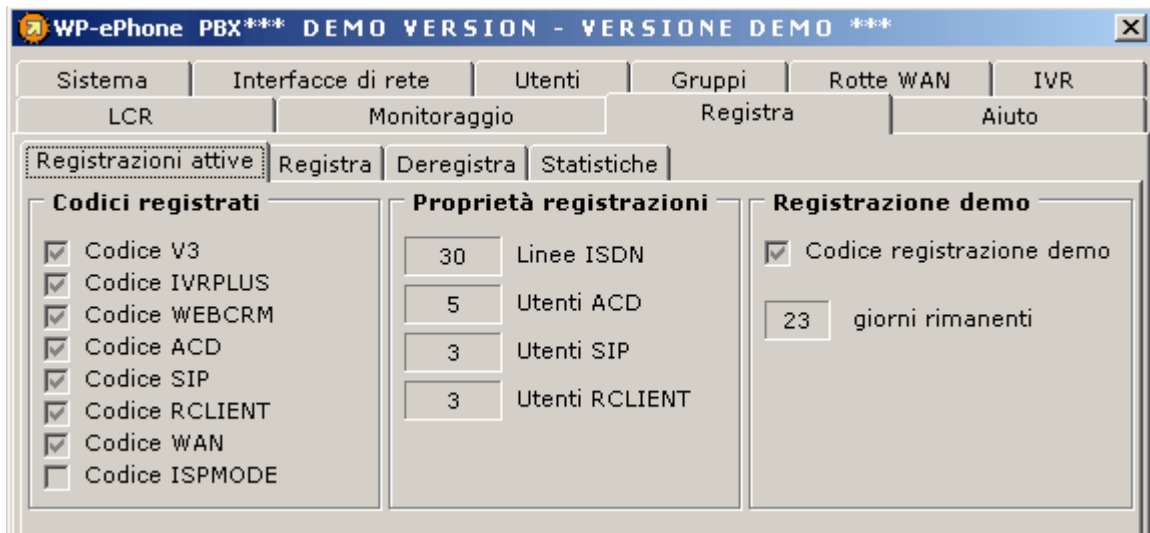 WP-ePhone PBX*** DEMO VERSION - VERSIONE DEMO ***
Sistema Interfacce di rete Utenti Gruppi Rotte WAN IVR
LCR Monitoraggio Registra Aiuto
Registrazioni attive Registra Deregistra Statistiche
Codici registrati
Codice V3
Codice IVRPLUS
Codice WEBCRM
Codice ACD
Codice SIP
Codice RCLIENT
Codice WAN
Codice ISPMODE
Proprietà registrazioni
30 Linee ISDN
5 Utenti ACD
3 Utenti SIP
3 Utenti RCLIENT
Registrazione demo
Codice registrazione demo
23 giorni rimanenti